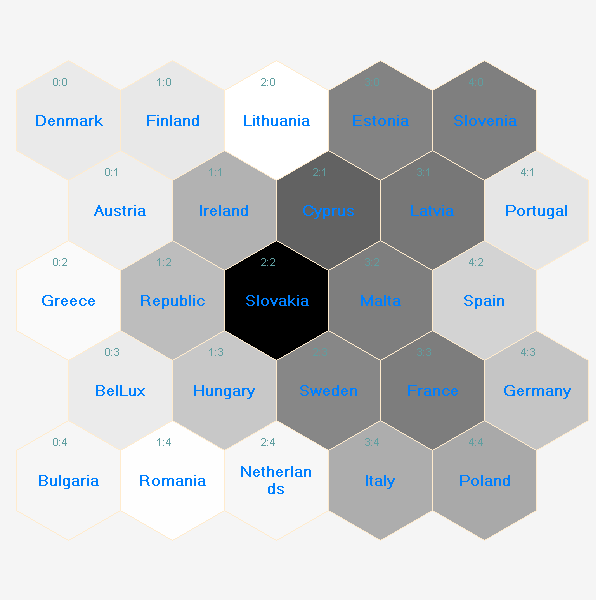 0:0 1:0 2:0 3:0 4:0
Denmark Finland Lithuania Estonia Slovenia
0:1 1:1 2:1 3:1 4:1
Austria Ireland Cyprus Latvia Portugal
0:2 1:2 2:2 3:2 4:2
Greece Republic Slovakia Malta Spain
0:3 1:3 2:3 3:3 4:3
BelLux Hungary Sweden France Germany
0:4 1:4 2:4 3:4 4:4
Bulgaria Romania Netherlan Italy Poland
ds